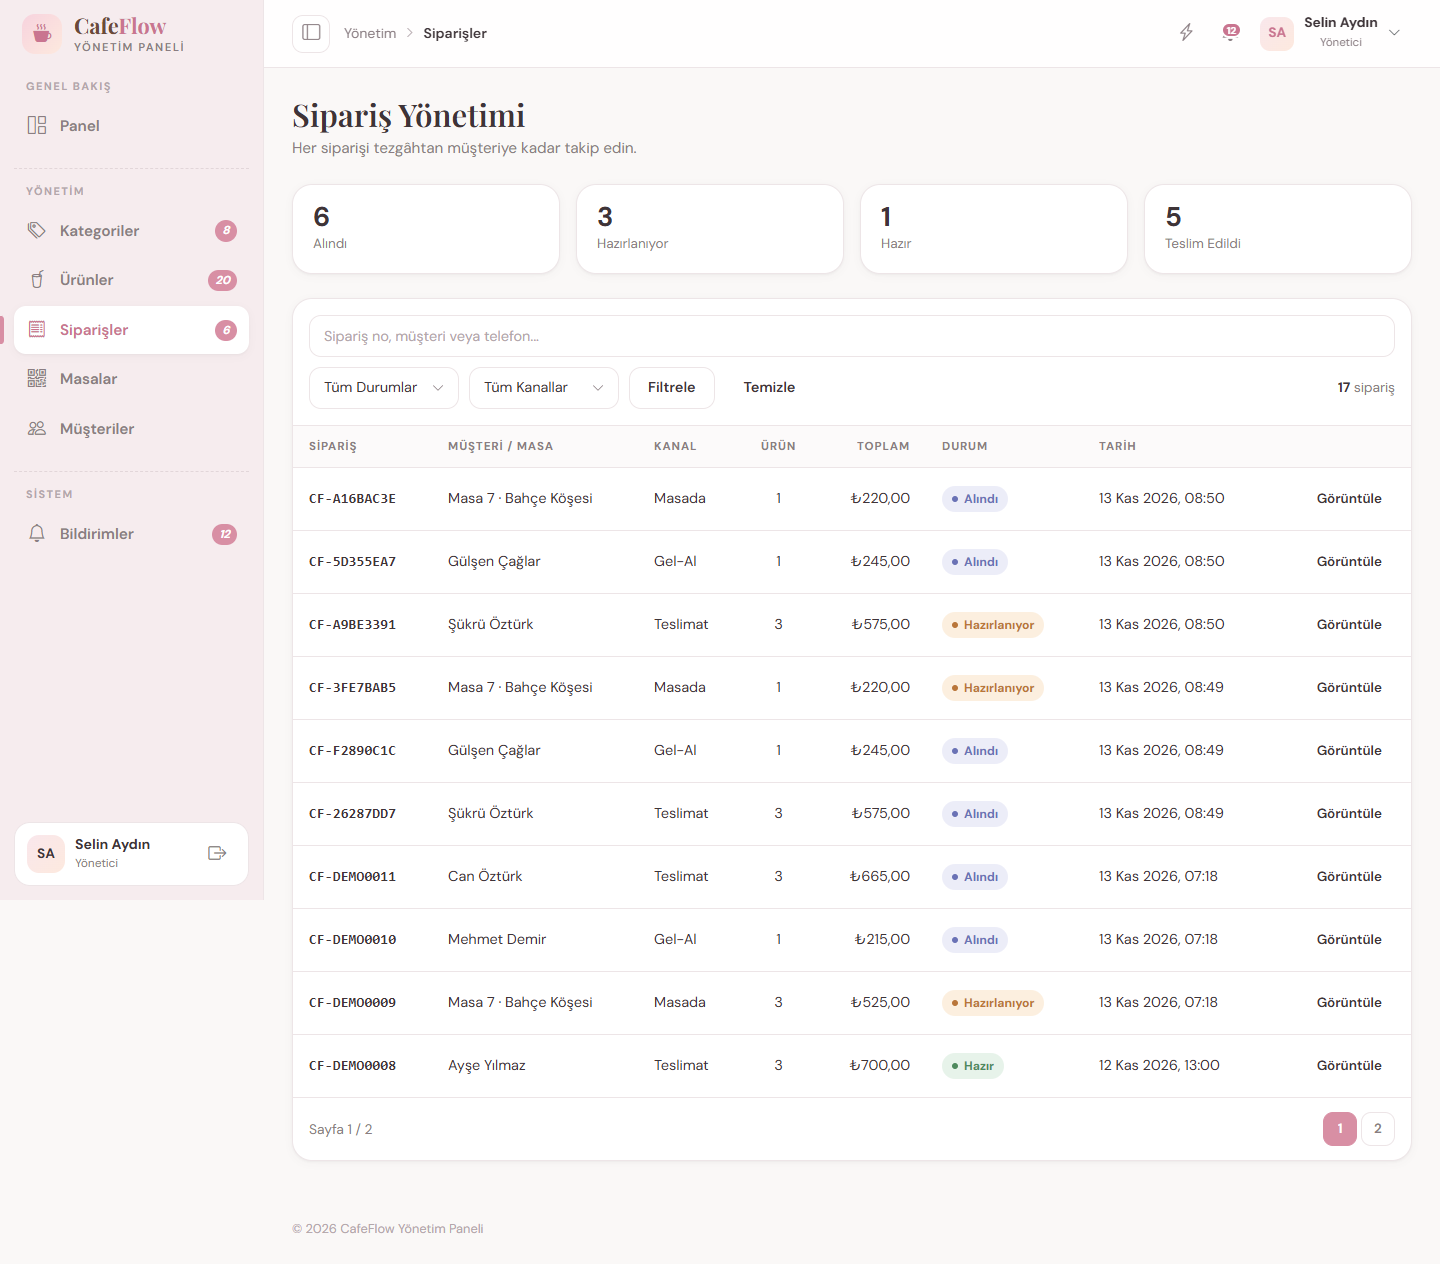 CafeFlow
YÖNETİM PANELİ
GENEL BAKIŞ
Panel
YÖNETİM
Kategoriler 8
Ürünler 20
Siparişler 6
Masalar
Müşteriler
SİSTEM
Bildirimler 12
SA Selin Aydın
Yönetici
Yönetim Siparişler
12
SA Selin Aydın
Yönetici
Sipariş Yönetimi
Her siparişi tezgâhtan müşteriye kadar takip edin.
6
Alındı
3
Hazırlanıyor
1
Hazır
5
Teslim Edildi
Sipariş no, müşteri veya telefon...
Tüm Durumlar Tüm Kanallar Filtrele Temizle 17 sipariş
SİPARİŞ MÜŞTERİ / MASA KANAL ÜRÜN TOPLAM DURUM TARİH
CF-A16BAC3E Masa 7 · Bahçe Köşesi Masada 1 ₺220,00 Alındı 13 Kas 2026, 08:50 Görüntüle
CF-5D355EA7 Gülşen Çağlar Gel-Al 1 ₺245,00 Alındı 13 Kas 2026, 08:50 Görüntüle
CF-A9BE3391 Şükrü Öztürk Teslimat 3 ₺575,00 Hazırlanıyor 13 Kas 2026, 08:50 Görüntüle
CF-3FE7BAB5 Masa 7 · Bahçe Köşesi Masada 1 ₺220,00 Hazırlanıyor 13 Kas 2026, 08:49 Görüntüle
CF-F2890C1C Gülşen Çağlar Gel-Al 1 ₺245,00 Alındı 13 Kas 2026, 08:49 Görüntüle
CF-26287DD7 Şükrü Öztürk Teslimat 3 ₺575,00 Alındı 13 Kas 2026, 08:49 Görüntüle
CF-DEMO0011 Can Öztürk Teslimat 3 ₺665,00 Alındı 13 Kas 2026, 07:18 Görüntüle
CF-DEMO0010 Mehmet Demir Gel-Al 1 ₺215,00 Alındı 13 Kas 2026, 07:18 Görüntüle
CF-DEMO0009 Masa 7 · Bahçe Köşesi Masada 3 ₺525,00 Hazırlanıyor 13 Kas 2026, 07:18 Görüntüle
CF-DEMO0008 Ayşe Yılmaz Teslimat 3 ₺700,00 Hazır 12 Kas 2026, 13:00 Görüntüle
Sayfa 1 / 2 1 2
© 2026 CafeFlow Yönetim Paneli